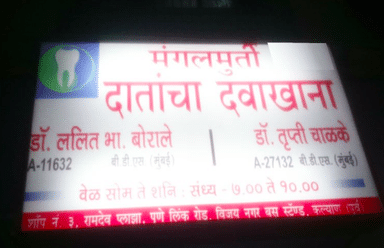 मंगलमुर्ती
दातांचा दवाखाना
डॉ. ललित भा. बोराले
डॉ. तृप्ती चाळके
A-11632 बी.डी.एस. (मुंबई)
A-27132 बी.डी.एस. (मुंबई)
वेळ सोम ते शनि : संध्य - ७.०० ते १०.००
शॉप नं. ३, रामदेव प्लाझा, पुणे लिंक रोड, विजय नगर बस स्टॅण्ड, कल्याण (पूर्व)